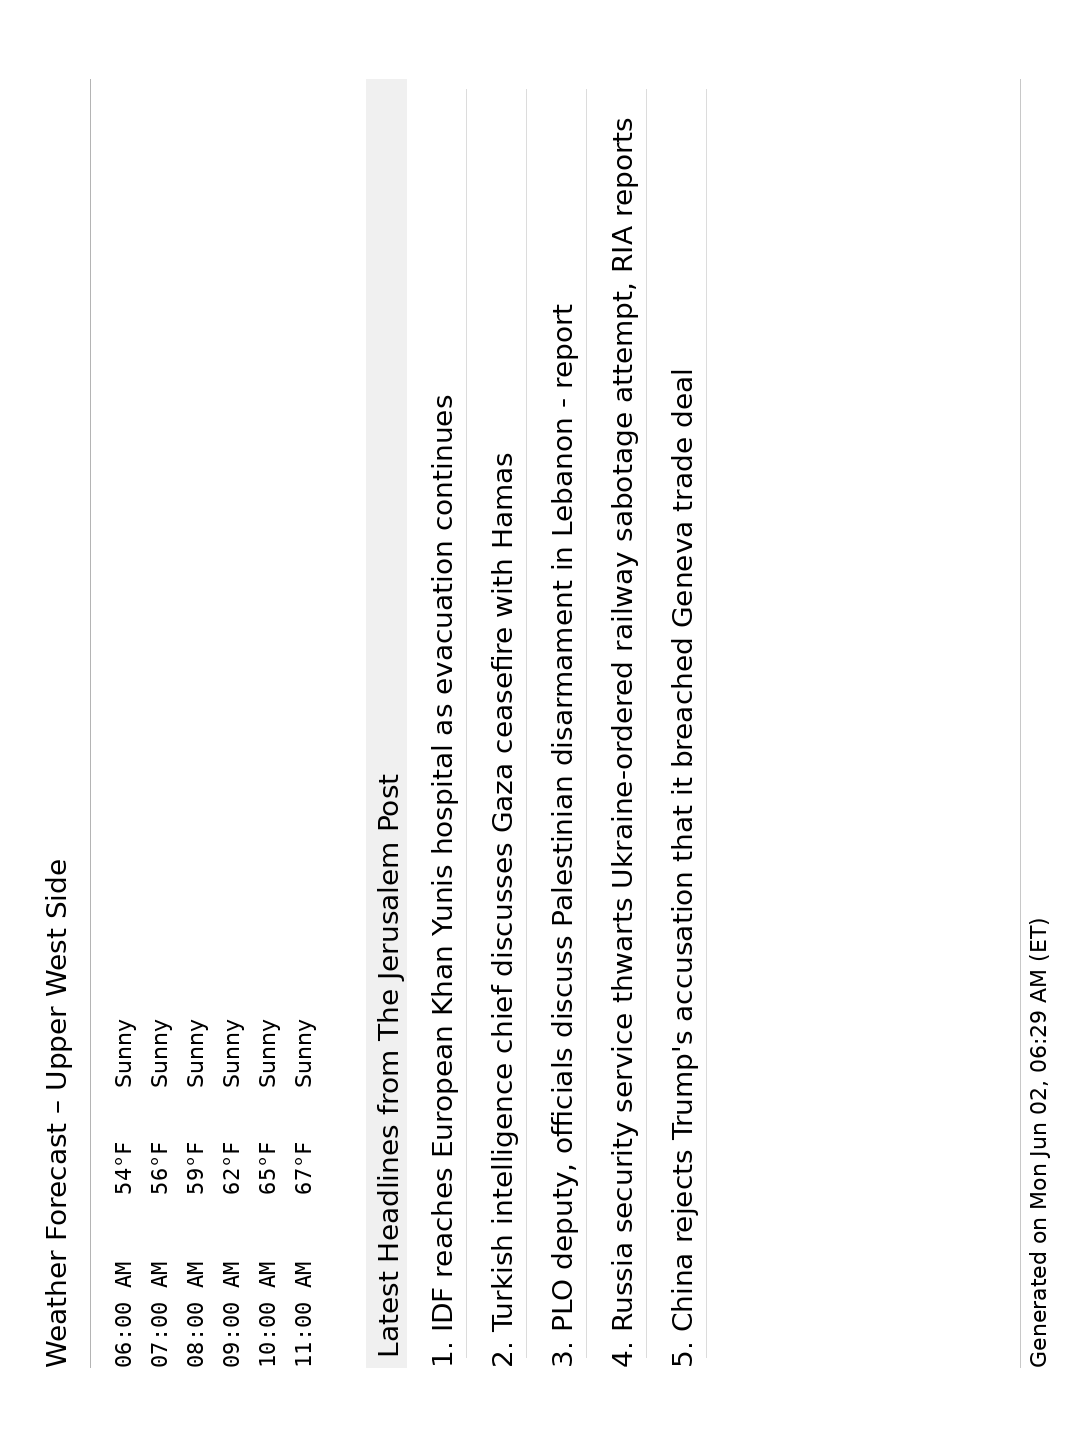 Weather Forecast – Upper West Side
06:00 AM 54°F Sunny
07:00 AM 56°F Sunny
08:00 AM 59°F Sunny
09:00 AM 62°F Sunny
10:00 AM 65°F Sunny
11:00 AM 67°F Sunny
Latest Headlines from The Jerusalem Post
1. IDF reaches European Khan Yunis hospital as evacuation continues
2. Turkish intelligence chief discusses Gaza ceasefire with Hamas
3. PLO deputy, officials discuss Palestinian disarmament in Lebanon - report
4. Russia security service thwarts Ukraine-ordered railway sabotage attempt, RIA reports
5. China rejects Trump's accusation that it breached Geneva trade deal
Generated on Mon Jun 02, 06:29 AM (ET)